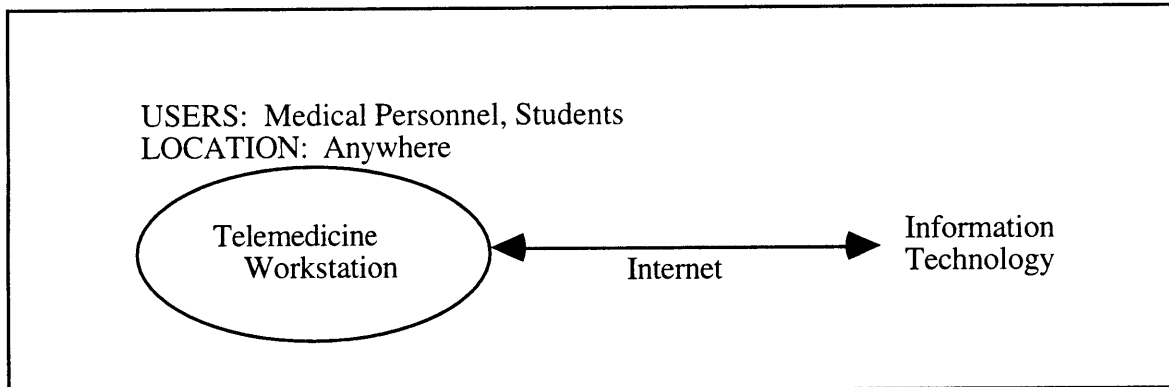 USERS: Medical Personnel, Students
LOCATION: Anywhere
Telemedicine
Workstation
Internet
Information
Technology